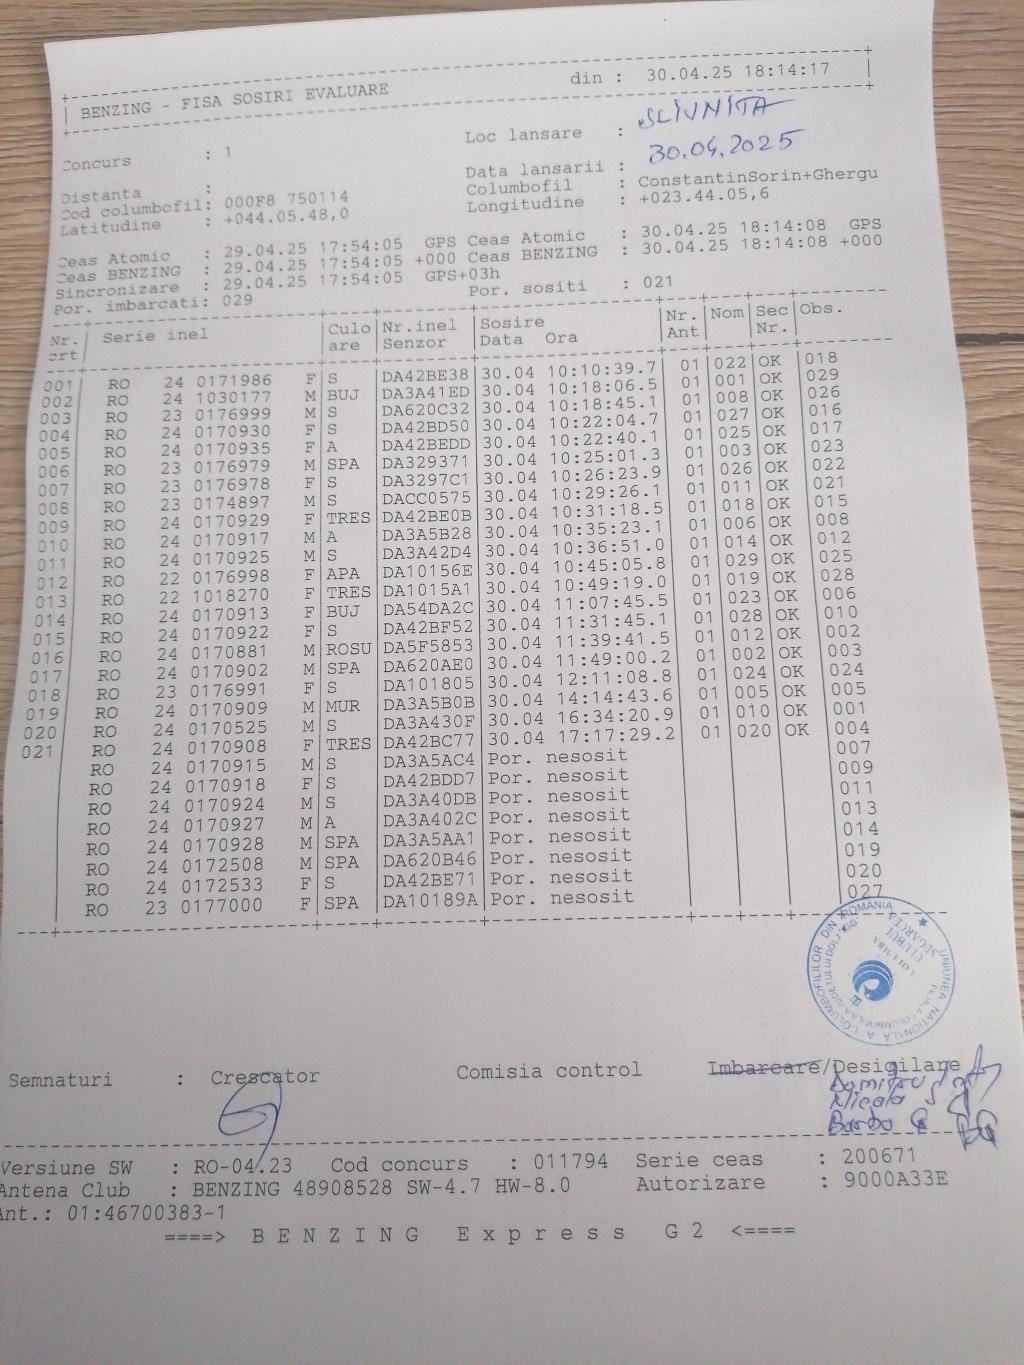 BENZING - FISA SOSIRI EVALUARE din : 30.04.25 18:14:17
Concurs : 1 Loc lansare : SLIVNITA
Data lansarii : 30.04.2025
Distanta :
Cod columbofil: 000F8 750114 Columbofil : ConstantinSorin+Ghergu
Latitudine : +044.05.48,0 Longitudine : +023.44.05,6
Ceas Atomic : 29.04.25 17:54:05 GPS Ceas Atomic : 30.04.25 18:14:08 GPS
Ceas BENZING : 29.04.25 17:54:05 +000 Ceas BENZING : 30.04.25 18:14:08 +000
Sincronizare : 29.04.25 17:54:05 GPS+03h
Por. imbarcati: 029 Por. sositi : 021
Nr. crt Serie inel Culo are Nr.inel Senzor Sosire Data Ora Nr. Ant Nom Sec Nr. Obs.
001 RO 24 0171986 F S DA42BE38 30.04 10:10:39.7 01 022 OK 018
002 RO 24 1030177 M BUJ DA3A41ED 30.04 10:18:06.5 01 001 OK 029
003 RO 23 0176999 M S DA620C32 30.04 10:18:45.1 01 008 OK 026
004 RO 24 0170930 F S DA42BD50 30.04 10:22:04.7 01 027 OK 016
005 RO 24 0170935 F A DA42BEDD 30.04 10:22:40.1 01 025 OK 017
006 RO 23 0176979 M SPA DA329371 30.04 10:25:01.3 01 003 OK 023
007 RO 23 0176978 F S DA3297C1 30.04 10:26:23.9 01 026 OK 022
008 RO 23 0174897 M S DACC0575 30.04 10:29:26.1 01 011 OK 021
009 RO 24 0170929 F TRES DA42BE0B 30.04 10:31:18.5 01 018 OK 015
010 RO 24 0170917 M A DA3A5B28 30.04 10:35:23.1 01 006 OK 008
011 RO 24 0170925 M S DA3A42D4 30.04 10:36:51.0 01 014 OK 012
012 RO 22 0176998 F APA DA10156E 30.04 10:45:05.8 01 029 OK 025
013 RO 22 1018270 F TRES DA1015A1 30.04 10:49:19.0 01 019 OK 028
014 RO 24 0170913 F BUJ DA54DA2C 30.04 11:07:45.5 01 023 OK 006
015 RO 24 0170922 F S DA42BF52 30.04 11:31:45.1 01 028 OK 010
016 RO 24 0170881 M ROSU DA5F5853 30.04 11:39:41.5 01 012 OK 002
017 RO 24 0170902 M SPA DA620AE0 30.04 11:49:00.2 01 002 OK 003
018 RO 23 0176991 F S DA101805 30.04 12:11:08.8 01 024 OK 024
019 RO 24 0170909 M MUR DA3A5B0B 30.04 14:14:43.6 01 005 OK 005
020 RO 24 0170525 M S DA3A430F 30.04 16:34:20.9 01 010 OK 001
021 RO 24 0170908 F TRES DA42BC77 30.04 17:17:29.2 01 020 OK 004
RO 24 0170915 M S DA3A5AC4 Por. nesosit 007
RO 24 0170918 F S DA42BDD7 Por. nesosit 009
RO 24 0170924 M S DA3A40DB Por. nesosit 011
RO 24 0170927 M A DA3A402C Por. nesosit 013
RO 24 0170928 M SPA DA3A5AA1 Por. nesosit 014
RO 24 0172508 M SPA DA620B46 Por. nesosit 019
RO 24 0172533 F S DA42BE71 Por. nesosit 020
RO 23 0177000 F SPA DA10189A Por. nesosit 027
UNIUNEA NATIONALA A COLUMBOFILILOR DIN ROMANIA
CLUBUL
SEGARCEA
Semnaturi : Crescator Comisia control Imbarcare/Desigilare
Versiune SW : RO-04.23 Cod concurs : 011794 Serie ceas : 200671
Antena Club : BENZING 48908528 SW-4.7 HW-8.0 Autorizare : 9000A33E
Ant.: 01:46700383-1
====> BENZING Express G2 <====